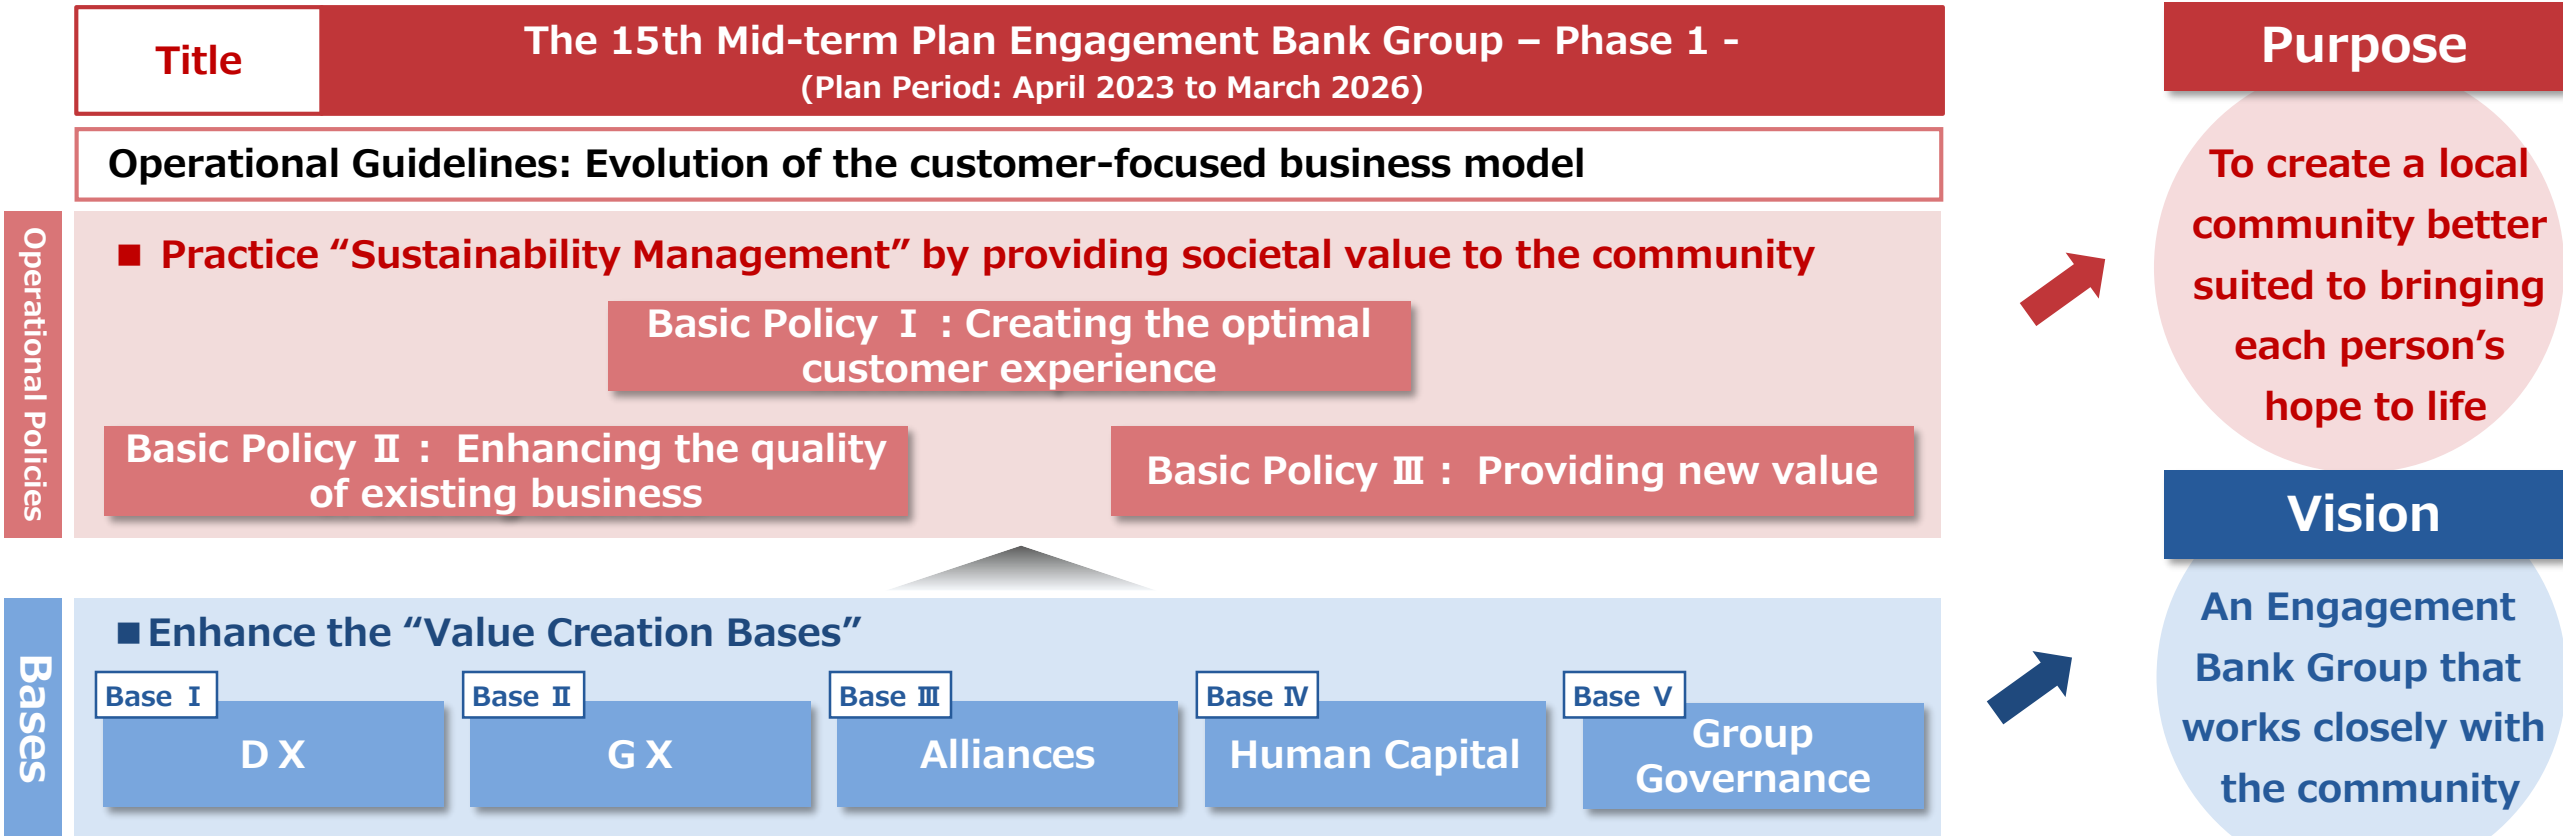 Title
The 15th Mid-term Plan Engagement Bank Group – Phase 1 -
(Plan Period: April 2023 to March 2026)
Operational Guidelines: Evolution of the customer-focused business model
Operational Policies
■ Practice “Sustainability Management” by providing societal value to the community
Basic Policy Ⅰ : Creating the optimal
customer experience
Basic Policy Ⅱ : Enhancing the quality
of existing business
Basic Policy Ⅲ : Providing new value
Bases
■Enhance the “Value Creation Bases”
Base Ⅰ
DX
Base Ⅱ
GX
Base Ⅲ
Alliances
Base Ⅳ
Human Capital
Base Ⅴ
Group
Governance
Purpose
To create a local
community better
suited to bringing
each person’s
hope to life
Vision
An Engagement
Bank Group that
works closely with
the community